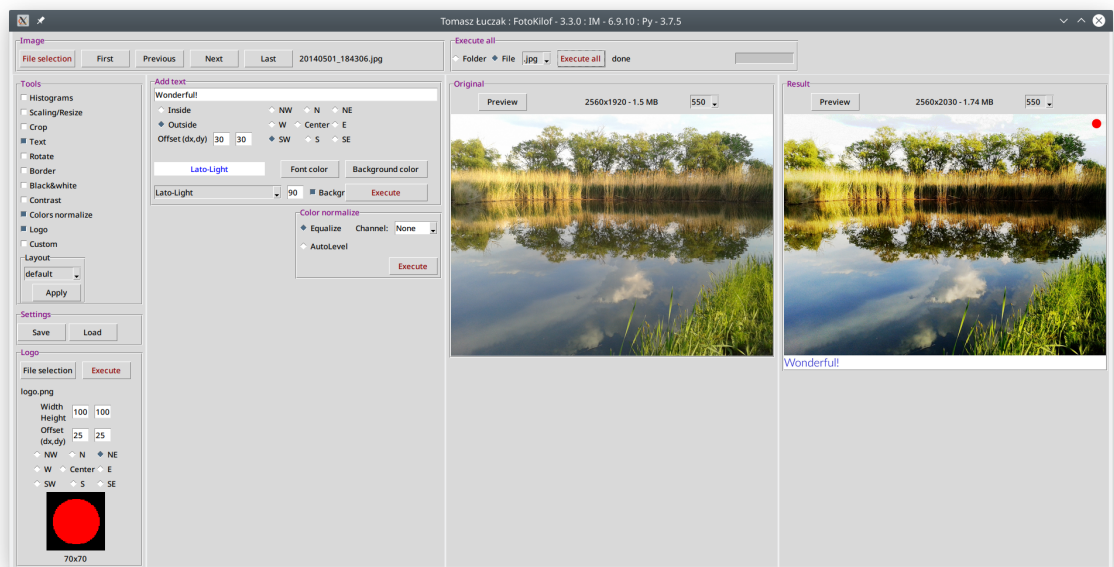 Tomasz Łuczak : FotoKilof - 3.3.0 : IM - 6.9.10 : Py - 3.7.5
Image
File selection First Previous Next Last 20140501_184306.jpg
Execute all
Folder File .jpg Execute all done
Tools
Histograms
Scaling/Resize
Crop
Text
Rotate
Border
Black&white
Contrast
Colors normalize
Logo
Custom
Layout
default
Apply
Settings
Save Load
Logo
File selection Execute
logo.png
Width 100 100
Height
Offset 25 25
(dx,dy)
NW N NE
W Center E
SW S SE
70x70
Add text
Wonderful!
Inside NW N NE
Outside W Center E
Offset (dx,dy) 30 30 SW S SE
Lato-Light Font color Background color
Lato-Light 90 Backgr Execute
Color normalize
Equalize Channel: None
AutoLevel
Execute
Original
Preview 2560x1920 - 1.5 MB 550
Result
Preview 2560x2030 - 1.74 MB 550
Wonderful!